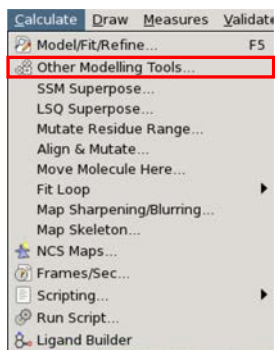 Calculate Draw Measures Validate
Model/Fit/Refine... F5
Other Modelling Tools...
SSM Superpose...
LSQ Superpose...
Mutate Residue Range...
Align & Mutate...
Move Molecule Here...
Fit Loop
Map Sharpening/Blurring...
Map Skeleton...
NCS Maps...
Frames/Sec...
Scripting...
Run Script...
Ligand Builder